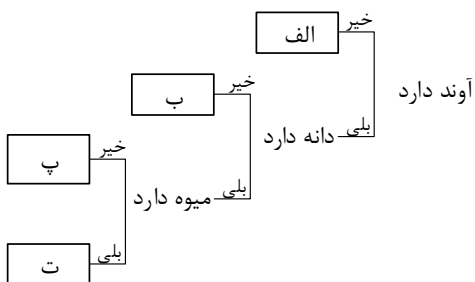 الف
خیر
آوند دارد
بلی
ب
خیر
دانه دارد
بلی
پ
خیر
میوه دارد
بلی
ت